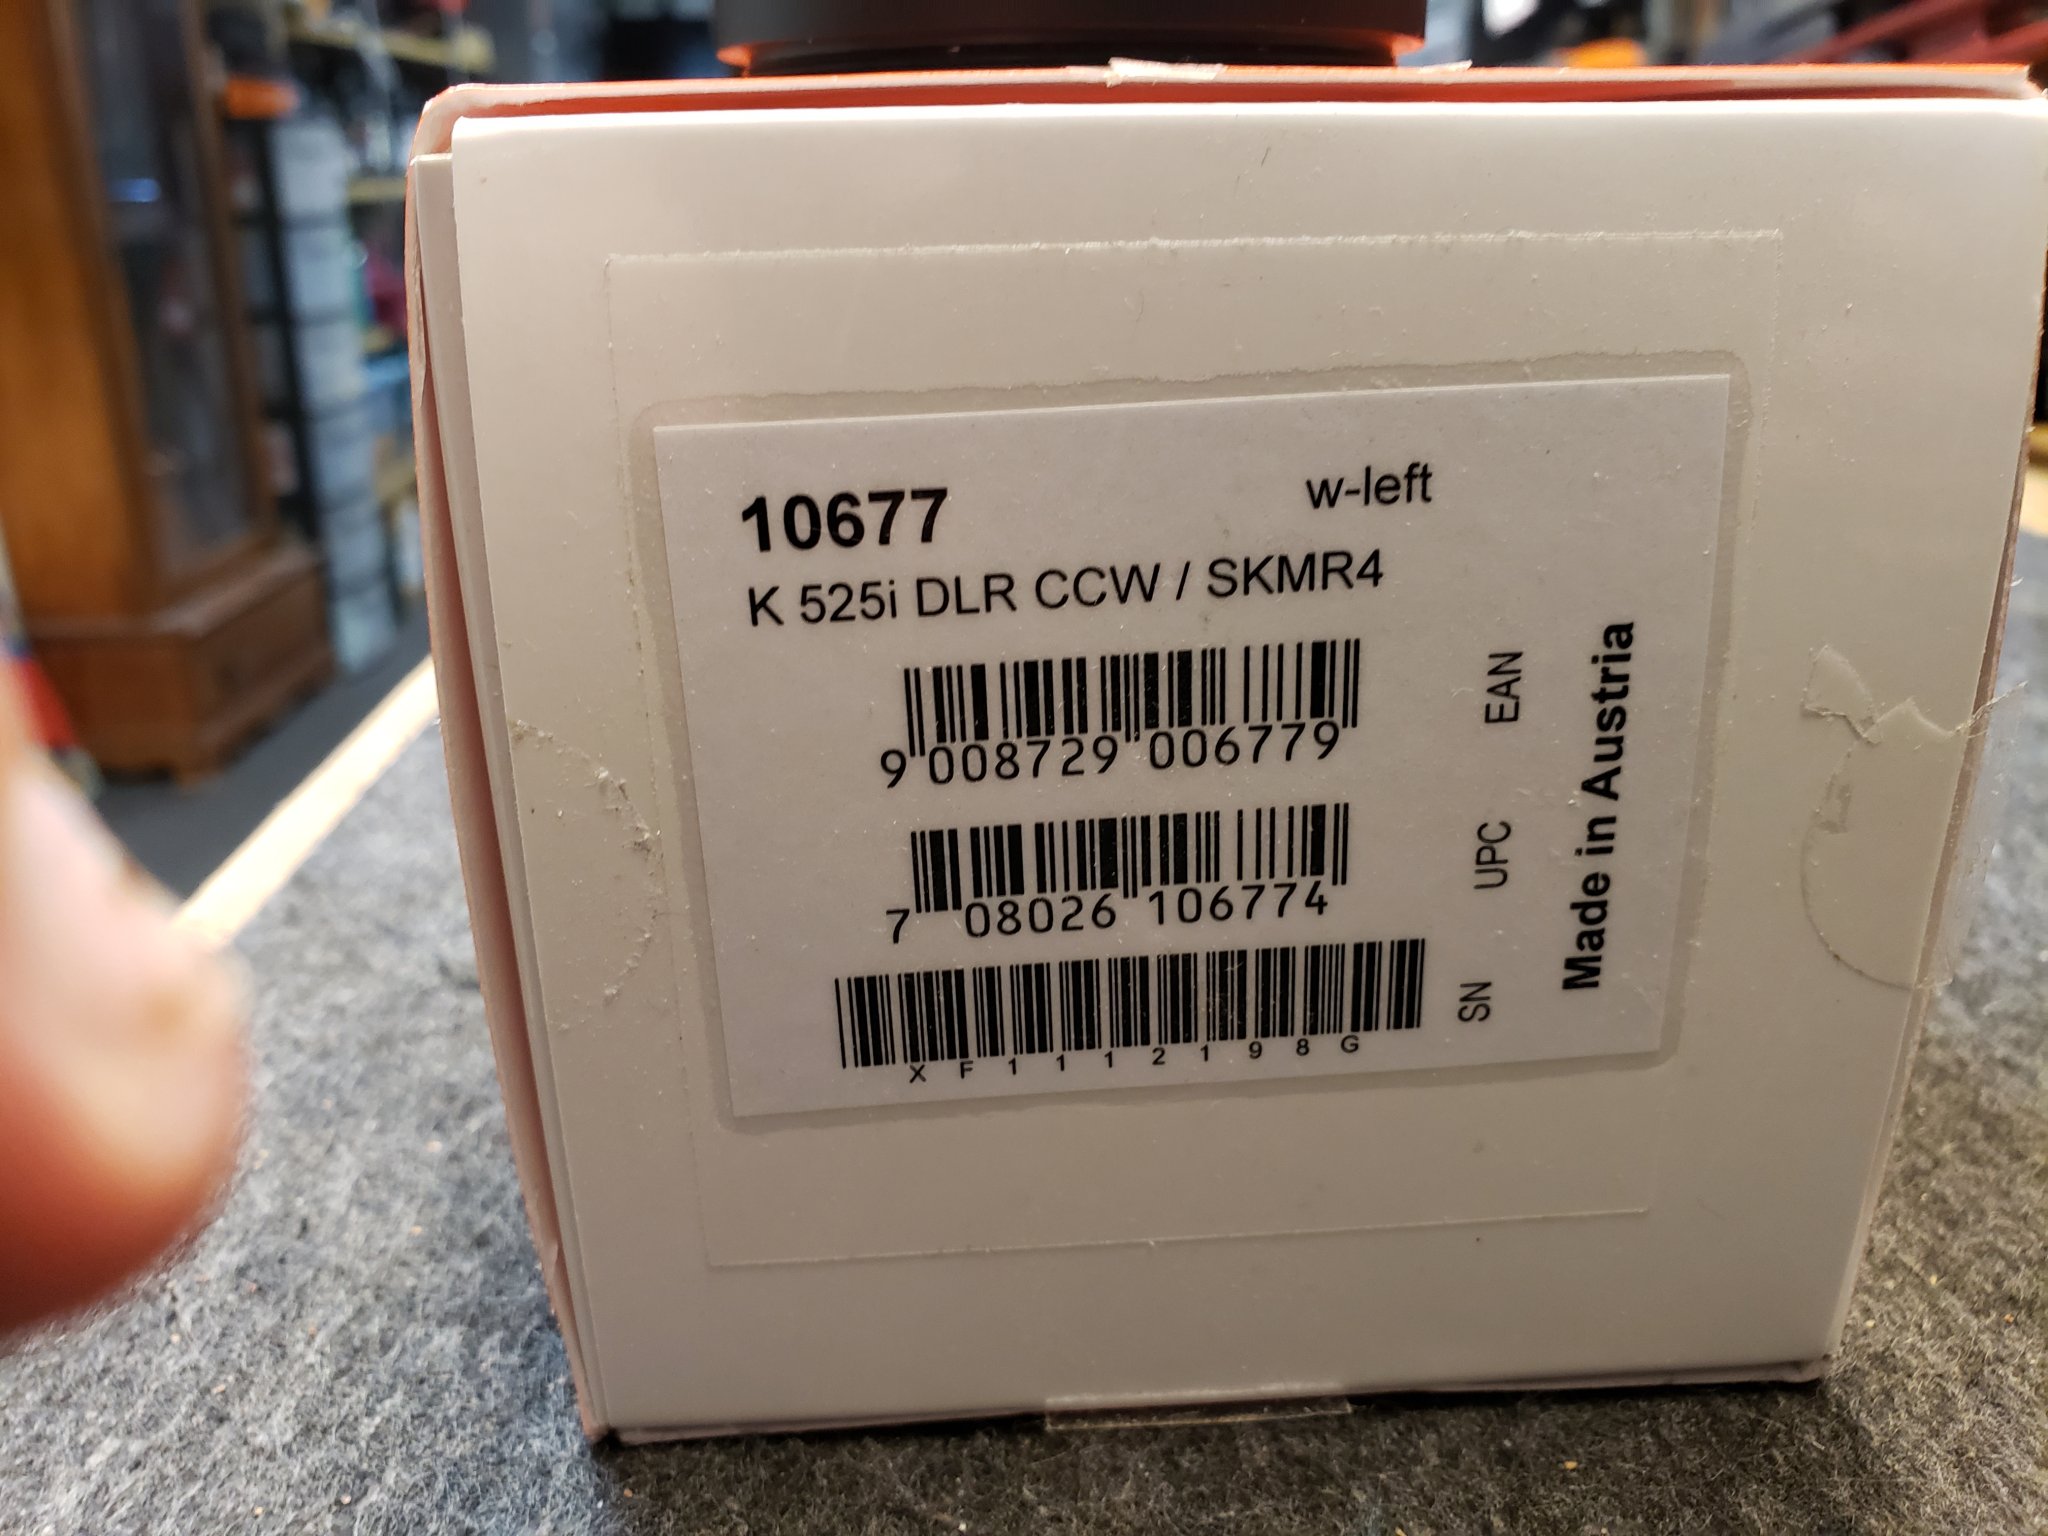 10677
w-left
K 525i DLR CCW / SKMR4
9 008729 006779
EAN
7 08026 106774
UPC
XF1112198G
SN
Made in Austria